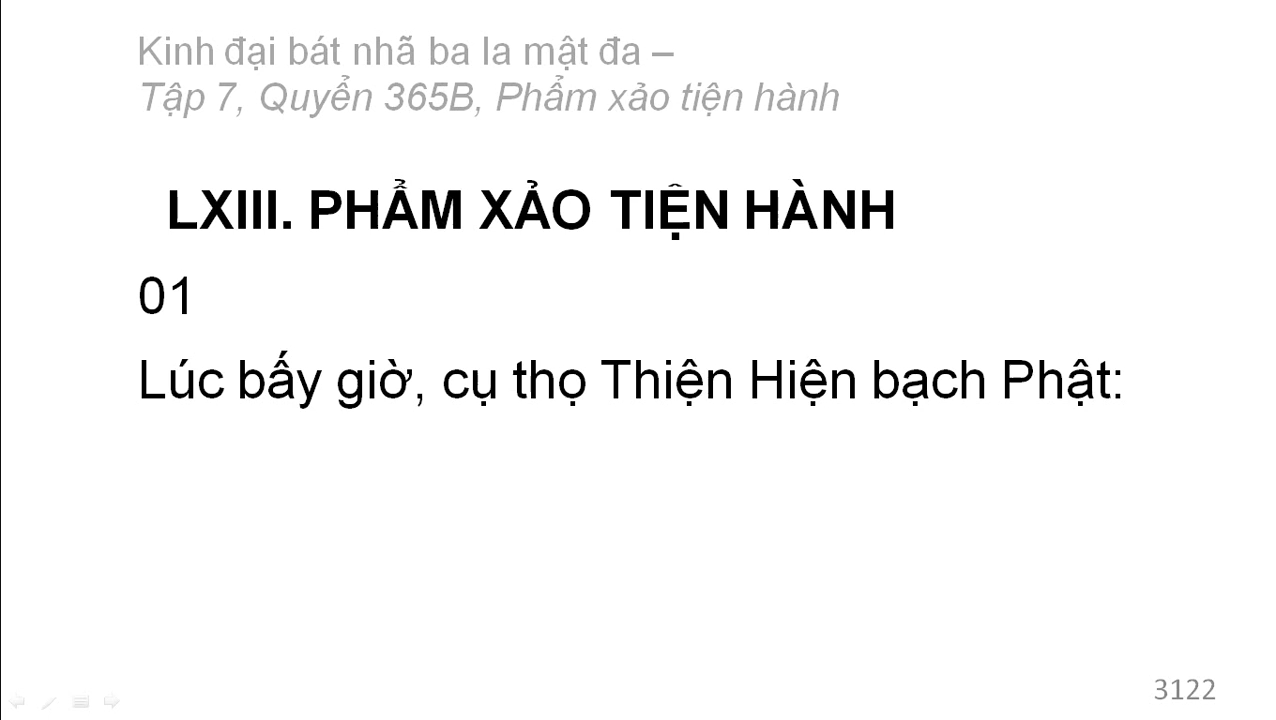 Kinh đại bát nhã ba la mật đa –
Tập 7, Quyển 365B, Phẩm xảo tiện hành
LXIII. PHẨM XẢO TIỆN HÀNH
01
Lúc bấy giờ, cụ thọ Thiện Hiện bạch Phật:
3122